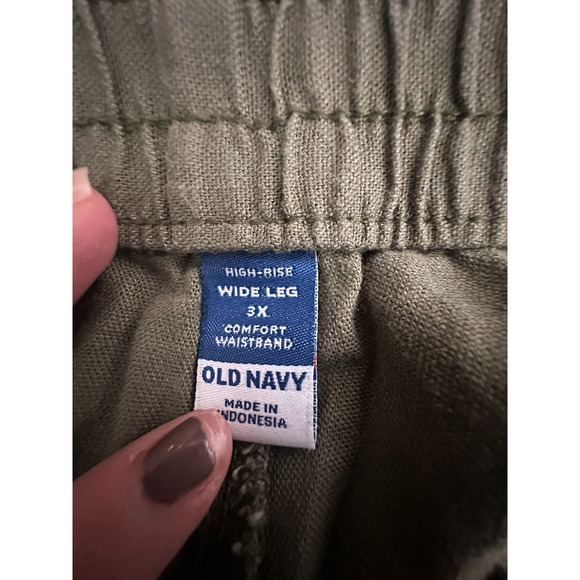 HIGH-RISE
WIDE LEG
3X
COMFORT
WAISTBAND
OLD NAVY
MADE IN
INDONESIA